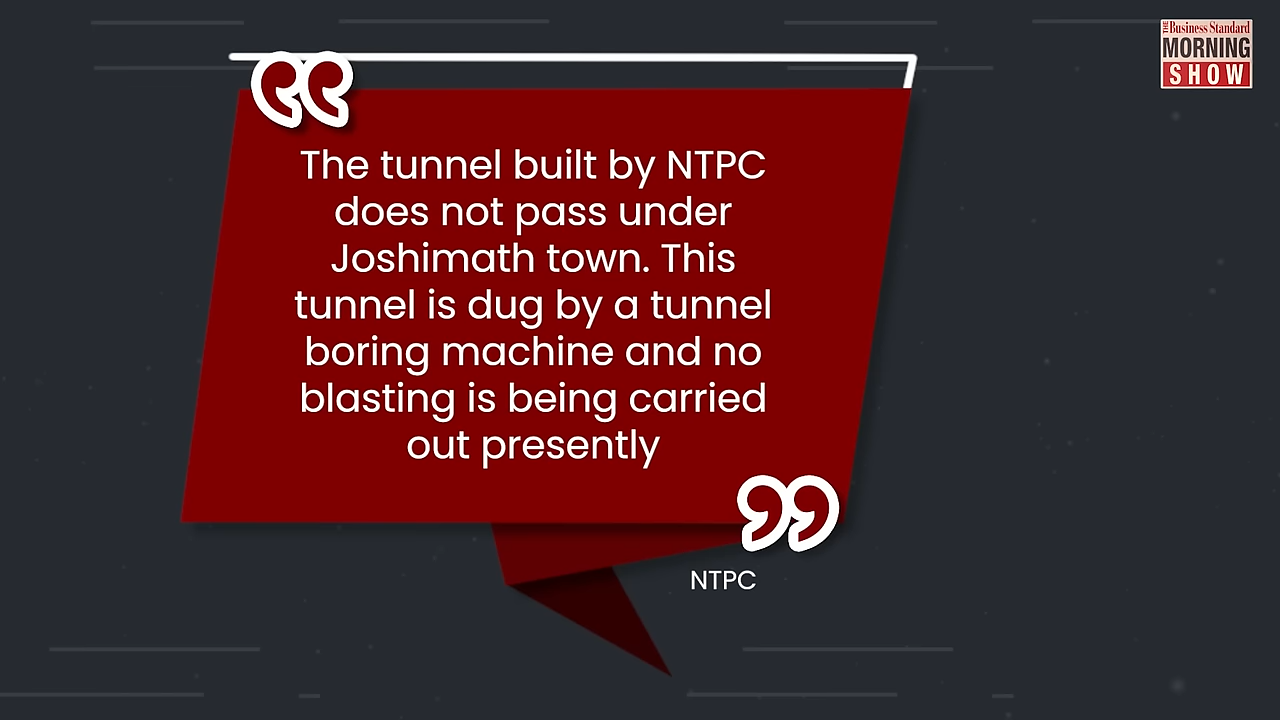 THE Business Standard
MORNING
SHOW
The tunnel built by NTPC
does not pass under
Joshimath town. This
tunnel is dug by a tunnel
boring machine and no
blasting is being carried
out presently
NTPC